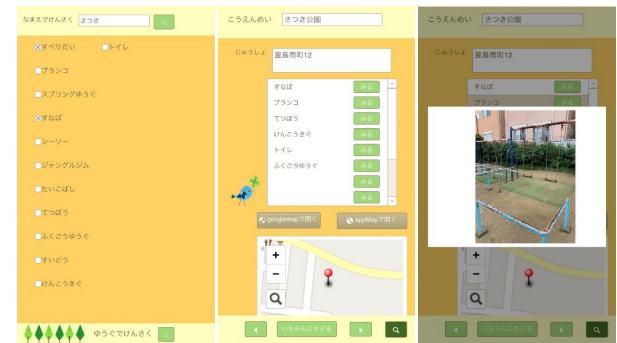 なまえでけんさく さつき
すべりだい トイレ
ブランコ
スプリングゆうぐ
すなば
シーソー
ジャングルジム
たいこばし
てつぼう
ふくごうゆうぐ
すいどう
けんこうきぐ
ゆうぐでけんさく
こうえんめい さつき公園
じゅうしょ 萱島南町12
すなば みる
ブランコ みる
てつぼう みる
けんこうきぐ みる
トイレ みる
ふくごうゆうぐ みる
みる
みる
googlemapで開く appMapで開く
+
−
いちらんにもどる
こうえんめい さつき公園
じゅうしょ 萱島南町12
すなば みる
ブランコ みる
+
−
いちらんにもどる